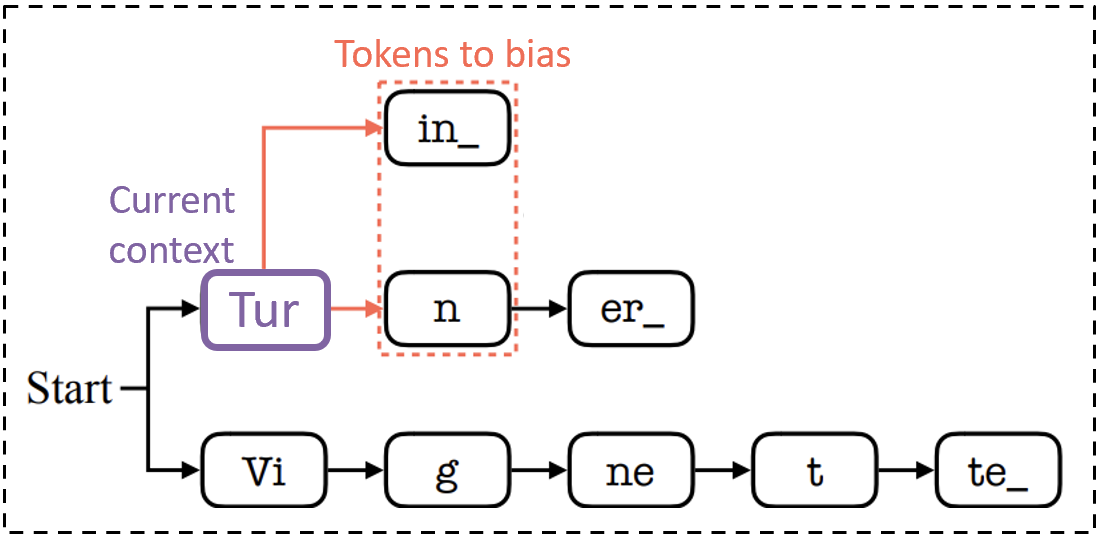 Tokens to bias
in_
Current
context
Tur
n
er_
Start
Vi
g
ne
t
te_